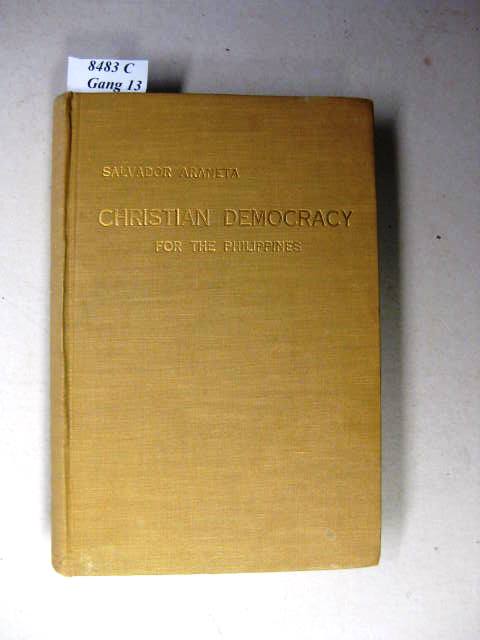 8483 C
Gang 13
SALVADOR ARANETA
CHRISTIAN DEMOCRACY
FOR THE PHILIPPINES